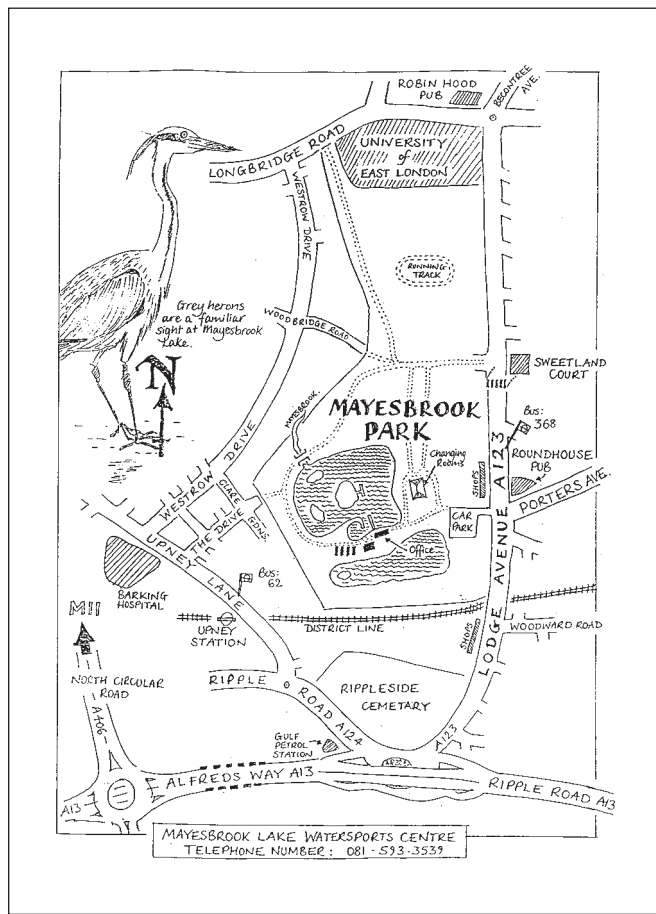 ROBIN HOOD
PUB
BECONTREE
AVE.
LONGBRIDGE ROAD
UNIVERSITY
of
EAST LONDON
WESTROW DRIVE
RUNNING
TRACK
Grey herons
are a familiar
sight at Mayesbrook
Lake.
WOODBRIDGE ROAD
N
SWEETLAND
COURT
MAYESBROOK
MAYESBROOK
PARK
Bus:
368
Changing
Rooms
ROUNDHOUSE
PUB
SHOPS
LODGE AVENUE A123
PORTERS AVE.
WESTROW DRIVE
CLARE
GDNS.
THE DRIVE
CAR
PARK
Office
UPNEY LANE
BARKING
HOSPITAL
Bus:
62
M11
UPNEY
STATION
DISTRICT LINE
SHOPS
WOODWARD ROAD
NORTH CIRCULAR
ROAD
A406
RIPPLE ROAD A124
RIPPLESIDE
CEMETARY
A123
GULF
PETROL
STATION
ALFREDS WAY A13
RIPPLE ROAD A13
A13
MAYESBROOK LAKE WATERSPORTS CENTRE
TELEPHONE NUMBER: 081-593-3539